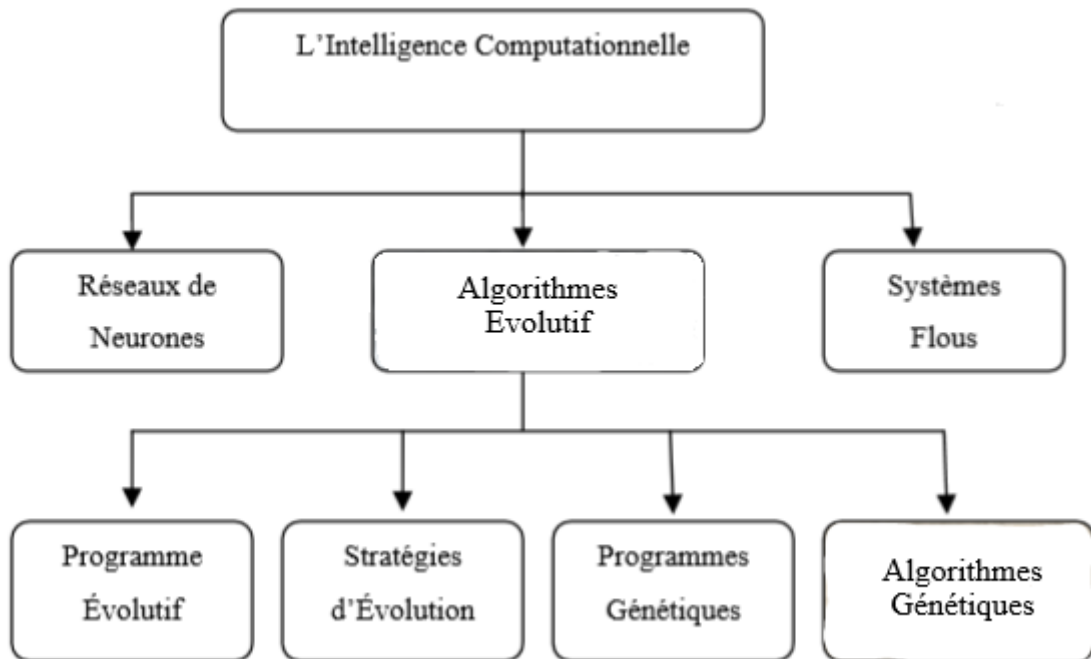 L’Intelligence Computationnelle
Réseaux de
Neurones
Algorithmes
Evolutif
Systèmes
Flous
Programme
Évolutif
Stratégies
d’Évolution
Programmes
Génétiques
Algorithmes
Génétiques